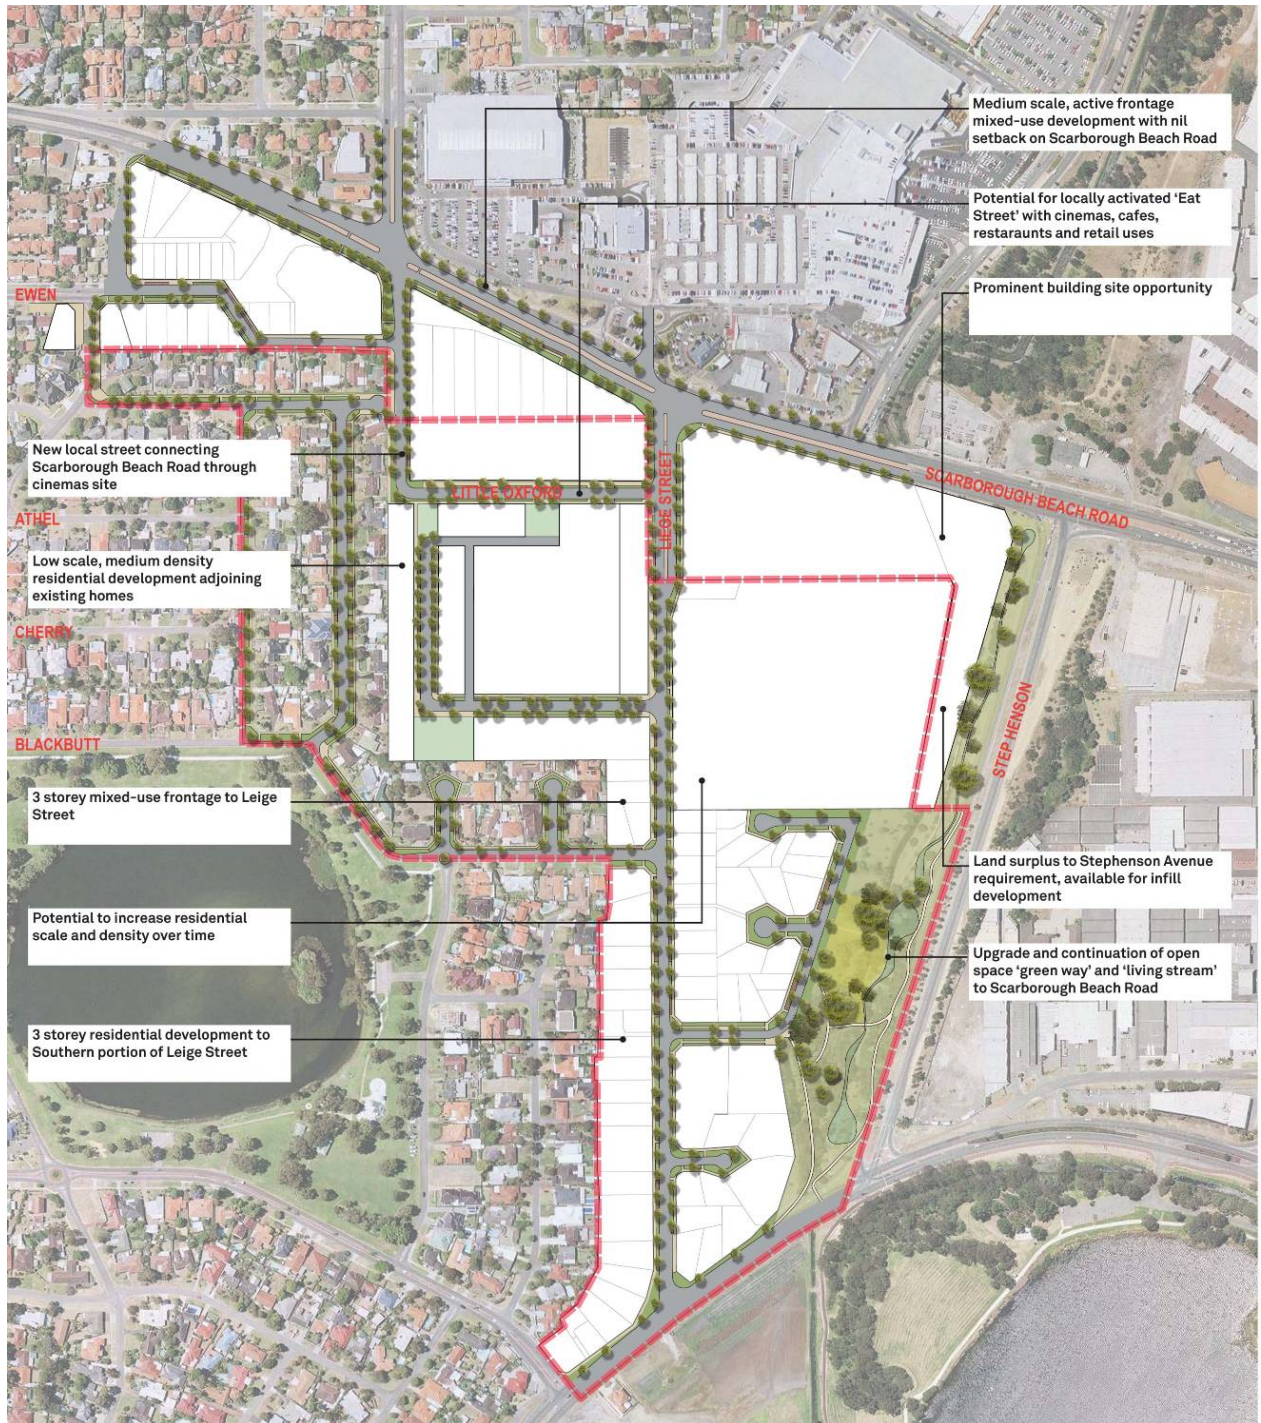 Medium scale, active frontage
mixed-use development with nil
setback on Scarborough Beach Road
Potential for locally activated ‘Eat
Street’ with cinemas, cafes,
restaraunts and retail uses
Prominent building site opportunity
EWEN
New local street connecting
Scarborough Beach Road through
cinemas site
LITTLE OXFORD
LIEGE STREET
SCARBOROUGH BEACH ROAD
ATHEL
Low scale, medium density
residential development adjoining
existing homes
CHERRY
BLACKBUTT
STEP HENSON
3 storey mixed-use frontage to Leige
Street
Land surplus to Stephenson Avenue
requirement, available for infill
development
Potential to increase residential
scale and density over time
Upgrade and continuation of open
space ‘green way’ and ‘living stream’
to Scarborough Beach Road
3 storey residential development to
Southern portion of Leige Street